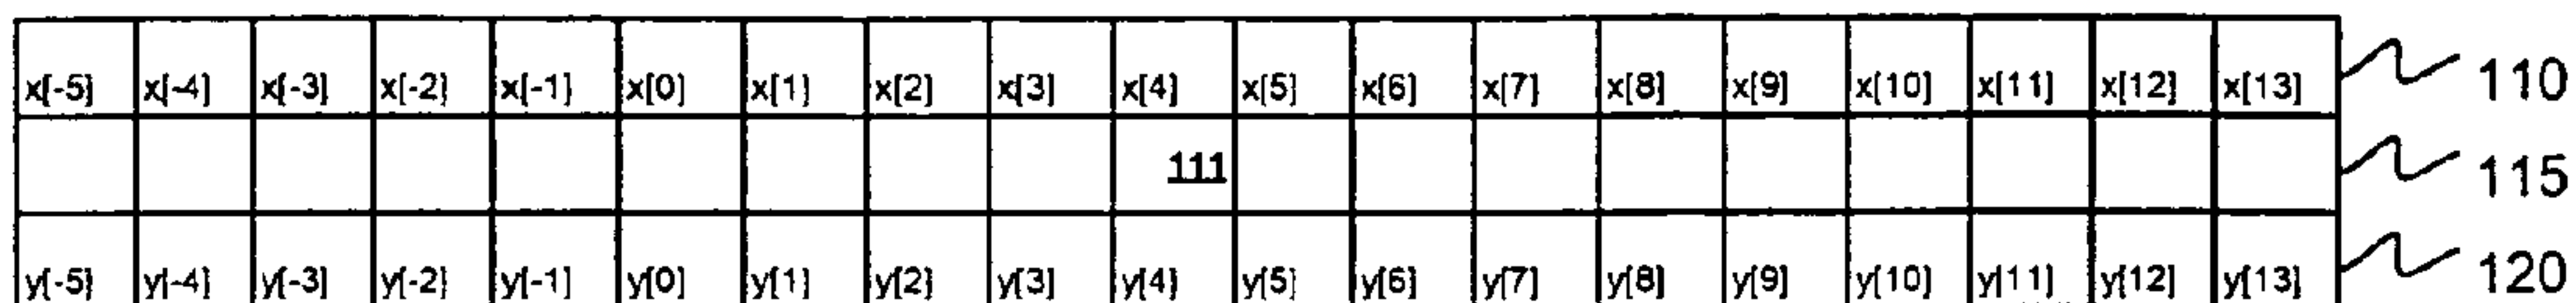 x[-5] x[-4] x[-3] x[-2] x[-1] x[0] x[1] x[2] x[3] x[4] x[5] x[6] x[7] x[8] x[9] x[10] x[11] x[12] x[13] 110
111 115
y[-5] y[-4] y[-3] y[-2] y[-1] y[0] y[1] y[2] y[3] y[4] y[5] y[6] y[7] y[8] y[9] y[10] y[11] y[12] y[13] 120